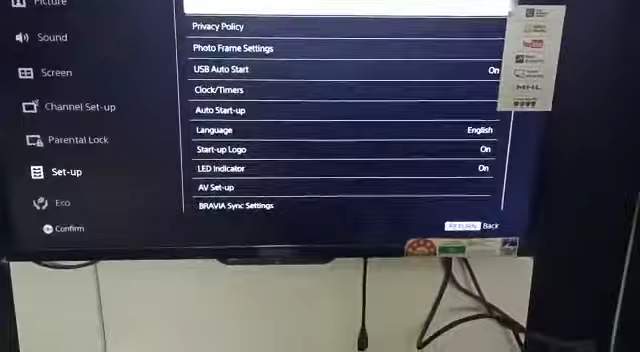 Picture
Sound
Screen
Channel Set-up
Parental Lock
Set-up
Eco
Confirm
Privacy Policy
Photo Frame Settings
USB Auto Start On
Clock/Timers
Auto Start-up
Language English
Start-up Logo On
LED Indicator On
AV Set-up
BRAVIA Sync Settings
RETURN Back
MHL